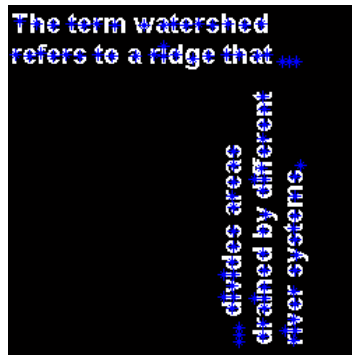 The term watershed
refers to a ridge that ...
... divides areas
drained by different
river systems.